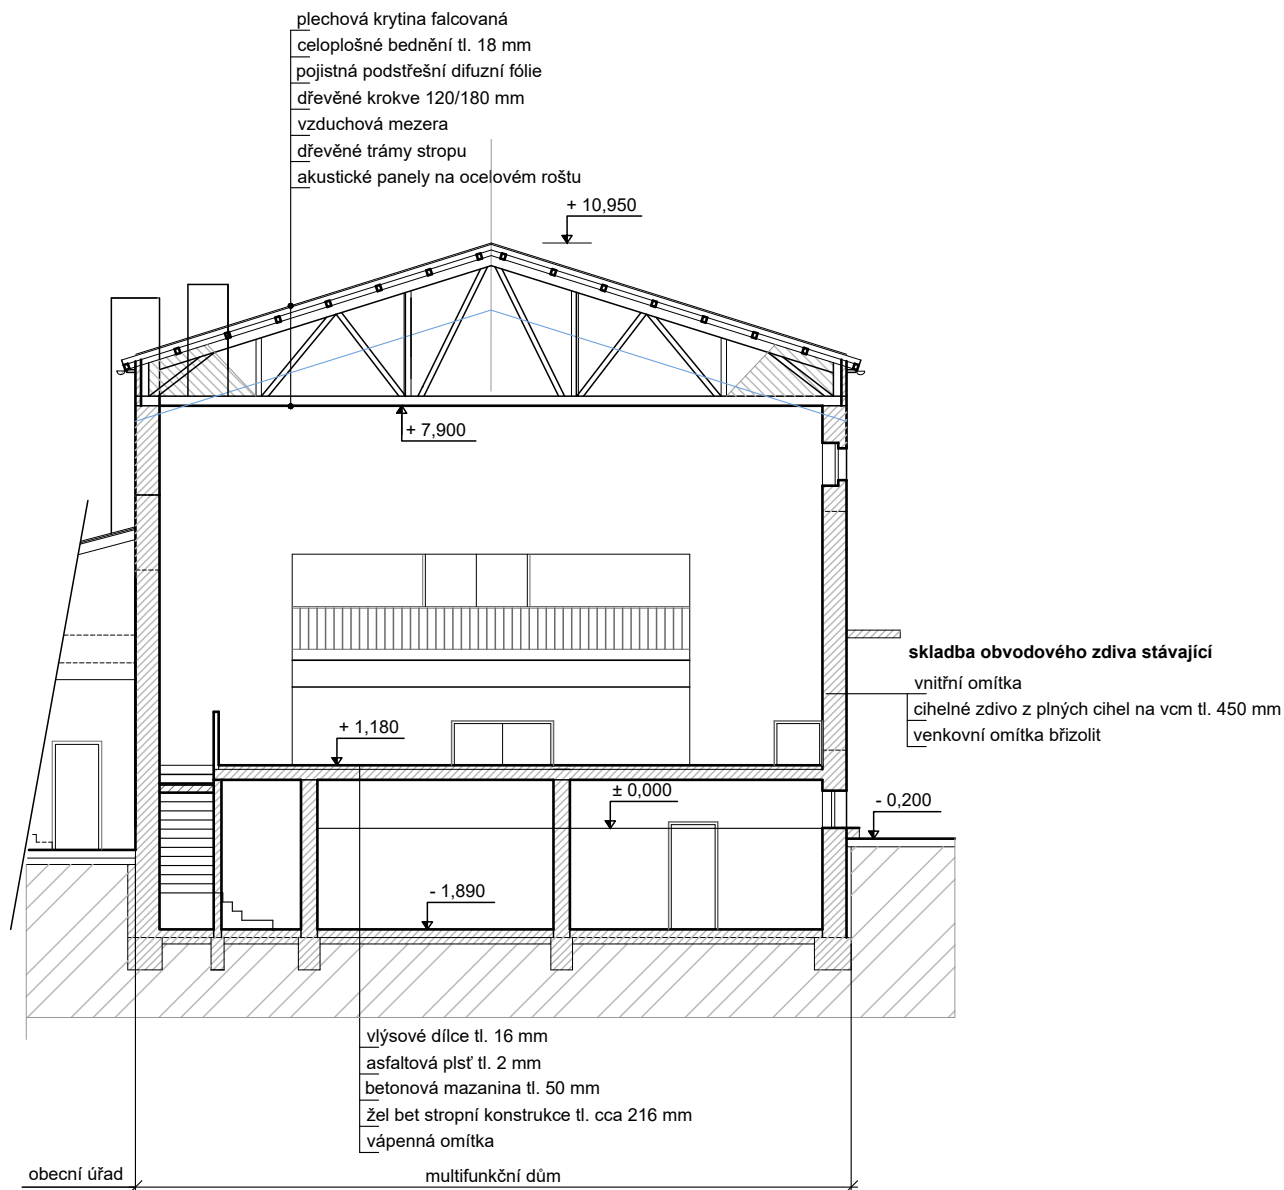 plechová krytina falcovaná
celoplošné bednění tl. 18 mm
pojistná podstřešní difuzní fólie
dřevěné krokve 120/180 mm
vzduchová mezera
dřevěné trámy stropu
akustické panely na ocelovém roštu
+ 10,950
+ 7,900
skladba obvodového zdiva stávající
vnitřní omítka
cihelné zdivo z plných cihel na vcm tl. 450 mm
venkovní omítka břizolit
+ 1,180
± 0,000
- 0,200
- 1,890
vlýsové dílce tl. 16 mm
asfaltová plsť tl. 2 mm
betonová mazanina tl. 50 mm
žel bet stropní konstrukce tl. cca 216 mm
vápenná omítka
obecní úřad
multifunkční dům